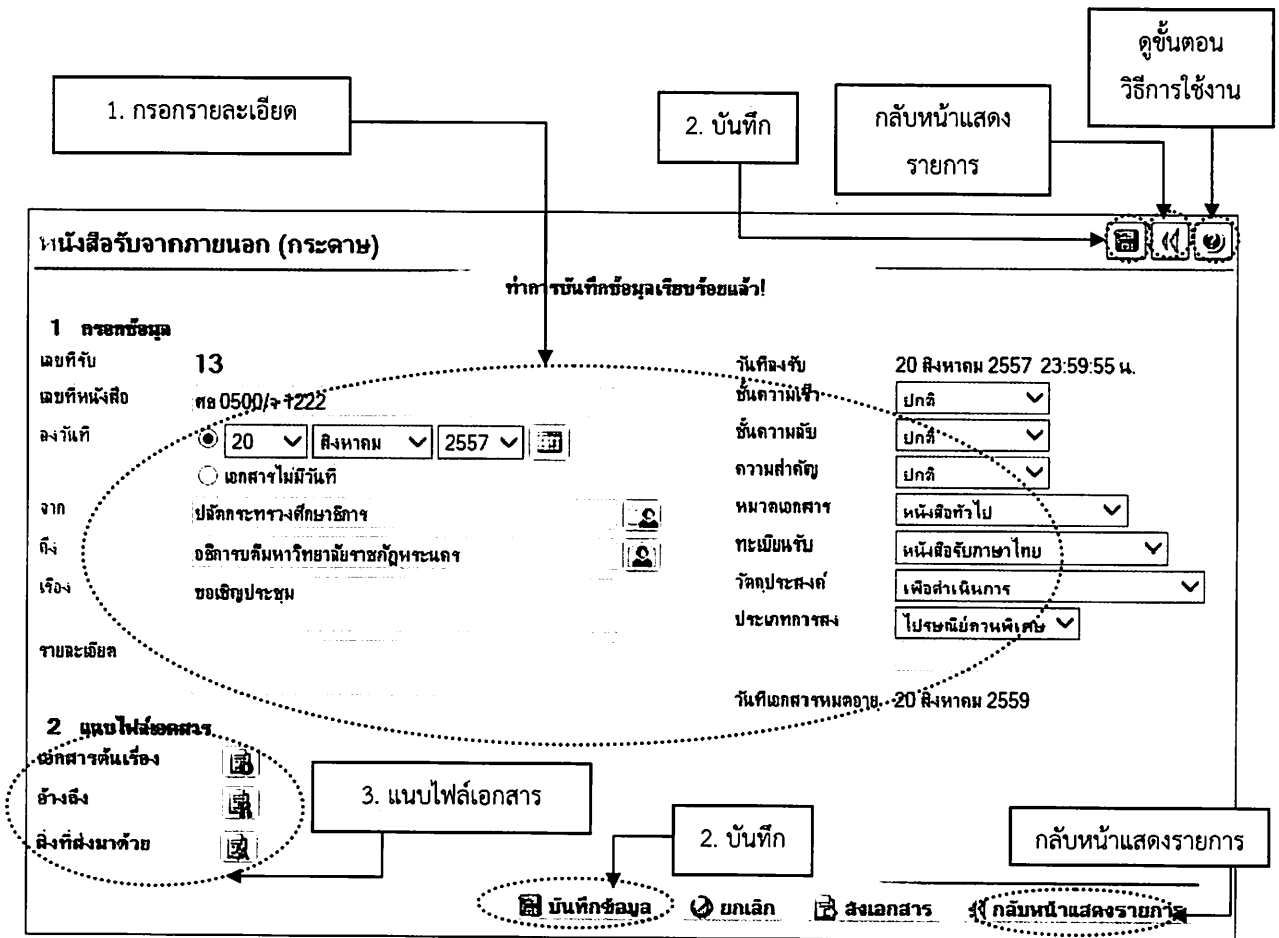 ดูขั้นตอน
วิธีการใช้งาน
1. กรอกรายละเอียด
2. บันทึก
กลับหน้าแสดง
รายการ
หนังสือรับจากภายนอก (กระดาษ)
ทำการบันทึกข้อมูลเรียบร้อยแล้ว!
1 กรอกข้อมูล
เลขที่รับ 13 วันที่ลงรับ 20 สิงหาคม 2557 23:59:55 น.
เลขที่หนังสือ ศธ 0500/ว 1222 ชั้นความเร็ว ปกติ
ลงวันที่ 20 สิงหาคม 2557 ชั้นความลับ ปกติ
เอกสารไม่มีวันที่ ความสำคัญ ปกติ
จาก ปลัดกระทรวงศึกษาธิการ หมวดเอกสาร หนังสือทั่วไป
ถึง อธิการบดีมหาวิทยาลัยราชภัฏพระนคร ทะเบียนรับ หนังสือรับภาษาไทย
เรื่อง ขอเชิญประชุม วัตถุประสงค์ เพื่อดำเนินการ
ประเภทการส่ง ไปรษณีย์ด่วนพิเศษ
รายละเอียด
วันที่เอกสารหมดอายุ 20 สิงหาคม 2559
2 แนบไฟล์เอกสาร
เอกสารต้นเรื่อง
อ้างถึง
สิ่งที่ส่งมาด้วย
3. แนบไฟล์เอกสาร
2. บันทึก
กลับหน้าแสดงรายการ
บันทึกข้อมูล ยกเลิก ส่งเอกสาร กลับหน้าแสดงรายการ